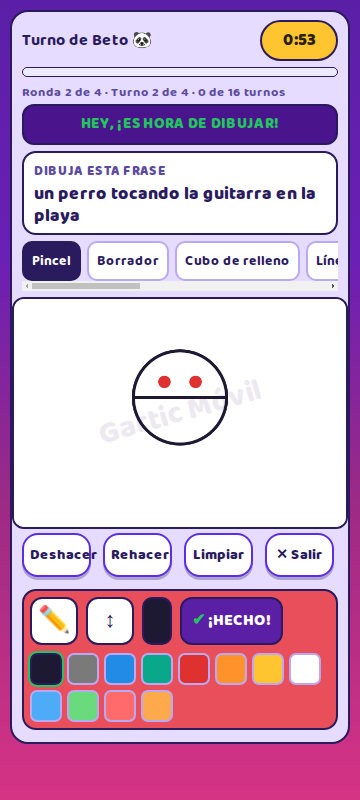 Turno de Beto 🐼
0:53
Ronda 2 de 4 · Turno 2 de 4 · 0 de 16 turnos
HEY, ¡ES HORA DE DIBUJAR!
DIBUJA ESTA FRASE
un perro tocando la guitarra en la
playa
Pincel
Borrador
Cubo de relleno
Líne
Gartic Móvil
Deshacer
Rehacer
Limpiar
✕ Salir
✔ ¡HECHO!